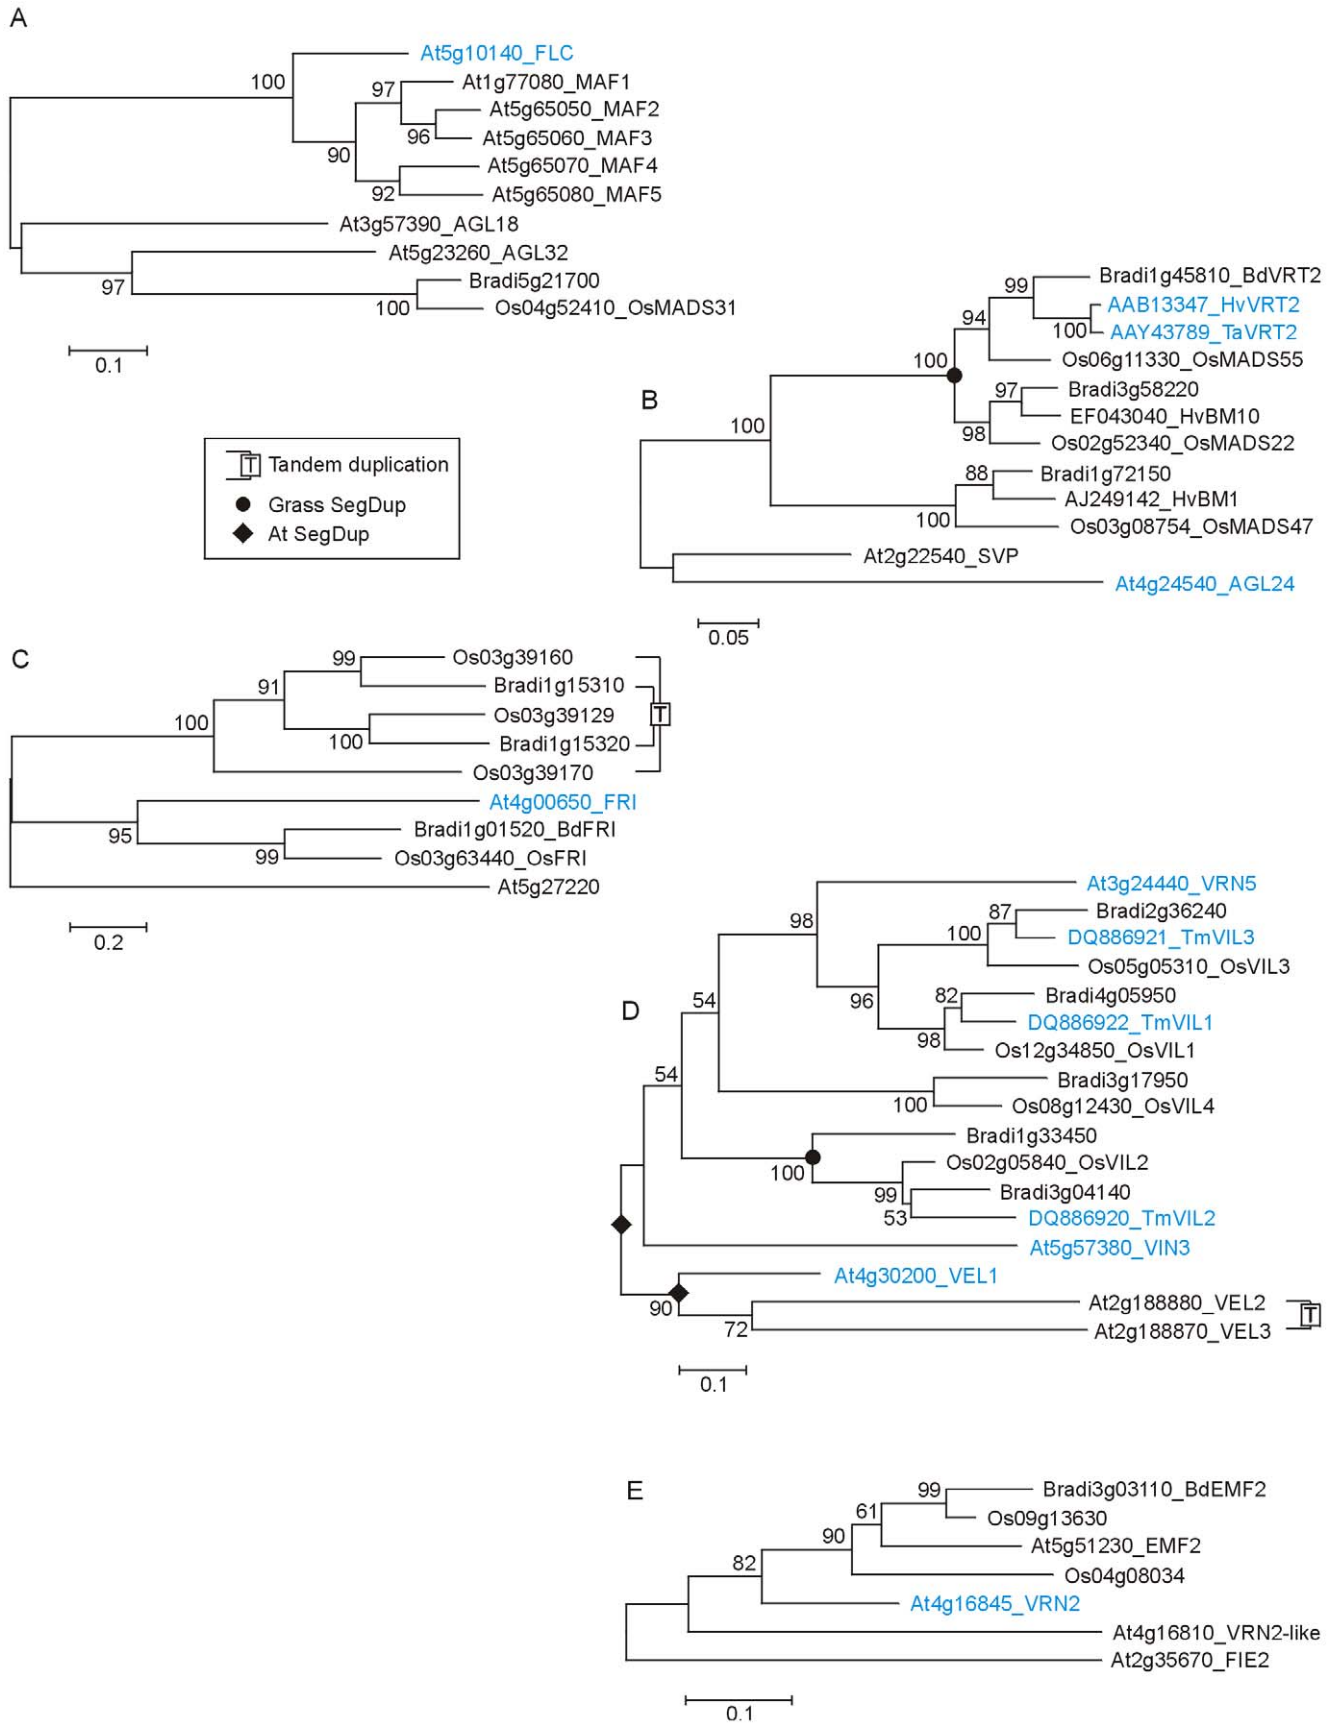 A
At5g10140_FLC
100
At1g77080_MAF1
97
At5g65050_MAF2
96
At5g65060_MAF3
90
At5g65070_MAF4
92
At5g65080_MAF5
At3g57390_AGL18
At5g23260_AGL32
97
Bradi5g21700
100
Os04g52410_OsMADS31
0.1
Tandem duplication
T
Grass SegDup
At SegDup
B
Bradi1g45810_BdVRT2
99
AAB13347_HvVRT2
94
100
AAY43789_TaVRT2
100
Os06g11330_OsMADS55
97
Bradi3g58220
EF043040_HvBM10
98
Os02g52340_OsMADS22
100
88
Bradi1g72150
AJ249142_HvBM1
100
Os03g08754_OsMADS47
At2g22540_SVP
At4g24540_AGL24
0.05
C
99
Os03g39160
91
Bradi1g15310
100
Os03g39129
T
100
Bradi1g15320
Os03g39170
At4g00650_FRI
95
Bradi1g01520_BdFRI
99
Os03g63440_OsFRI
At5g27220
0.2
D
At3g24440_VRN5
98
87
Bradi2g36240
100
DQ886921_TmVIL3
Os05g05310_OsVIL3
96
82
Bradi4g05950
54
DQ886922_TmVIL1
98
Os12g34850_OsVIL1
54
Bradi3g17950
100
Os08g12430_OsVIL4
Bradi1g33450
100
Os02g05840_OsVIL2
99
Bradi3g04140
53
DQ886920_TmVIL2
At5g57380_VIN3
At4g30200_VEL1
90
At2g188880_VEL2
T
72
At2g188870_VEL3
0.1
E
99
Bradi3g03110_BdEMF2
61
Os09g13630
90
At5g51230_EMF2
82
Os04g08034
At4g16845_VRN2
At4g16810_VRN2-like
At2g35670_FIE2
0.1